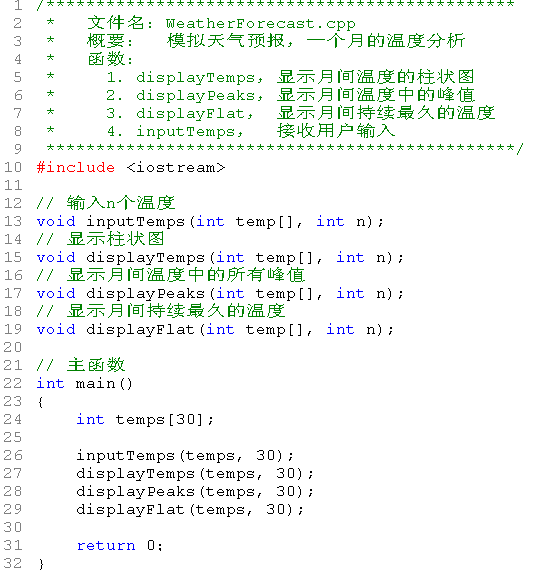 1 /***********************************************
2  *   文件名：WeatherForecast.cpp
3  *   概要：  模拟天气预报，一个月的温度分析
4  *   函数：
5  *     1. displayTemps，显示月间温度的柱状图
6  *     2. displayPeaks，显示月间温度中的峰值
7  *     3. displayFlat， 显示月间持续最久的温度
8  *     4. inputTemps，  接收用户输入
9  ***********************************************/
10 #include <iostream>
11
12 // 输入n个温度
13 void inputTemps(int temp[], int n);
14 // 显示柱状图
15 void displayTemps(int temp[], int n);
16 // 显示月间温度中的所有峰值
17 void displayPeaks(int temp[], int n);
18 // 显示月间持续最久的温度
19 void displayFlat(int temp[], int n);
20
21 // 主函数
22 int main()
23 {
24     int temps[30];
25
26     inputTemps(temps, 30);
27     displayTemps(temps, 30);
28     displayPeaks(temps, 30);
29     displayFlat(temps, 30);
30
31     return 0;
32 }